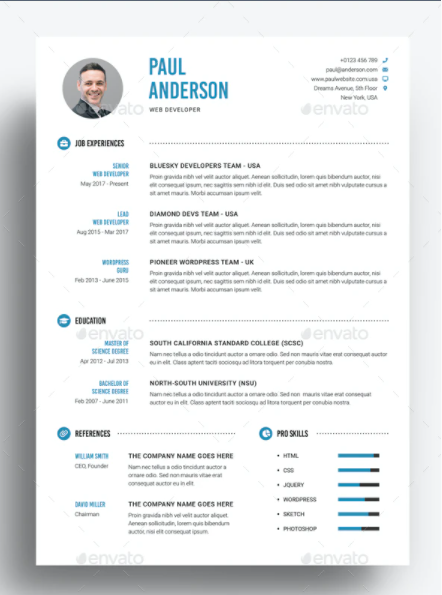 PAUL
ANDERSON
WEB DEVELOPER
+0123 456 789
paul@anderson.com
www.paulwebsite.com.usa
Dreams Avenue, 5th Floor
New York, USA
JOB EXPERIENCES
SENIOR
WEB DEVELOPER
May 2017 - Present
BLUESKY DEVELOPERS TEAM - USA
Proin gravida nibh vel velit auctor aliquet. Aenean sollicitudin, lorem quis bibendum auctor, nisi
elit consequat ipsum, nec sagittis sem nibh id elit. Duis sed odio sit amet nibh vulputate cursus a
sit amet mauris. Morbi accumsan ipsum velit.
LEAD
WEB DEVELOPER
Aug 2015- Mar 2017
DIAMOND DEVS TEAM - USA
Proin gravida nibh vel velit auctor aliquet. Aenean sollicitudin, lorem quis bibendum auctor, nisi
elit consequat ipsum, nec sagittis sem nibh id elit. Duis sed odio sit amet nibh vulputate cursus a
sit amet mauris. Morbi accumsan ipsum velit.
WORDPRESS
GURU
Feb 2013 - June 2015
PIONEER WORDPRESS TEAM - UK
Proin gravida nibh vel velit auctor aliquet. Aenean sollicitudin, lorem quis bibendum auctor, nisi
elit consequat ipsum, nec sagittis sem nibh id elit. Duis sed odio sit amet nibh vulputate cursus a
sit amet mauris. Morbi accumsan ipsum velit.
EDUCATION
MASTER OF
SCIENCE DEGREE
Apr 2012 - Jul 2013
SOUTH CALIFORNIA STANDARD COLLEGE (SCSC)
Nam nec tellus a odio tincidunt auctor a ornare odio. Sed non mauris vitae erat consequat auctor
eu in elit. Class aptent taciti sociosqu ad litora torquent per conubia nostra.
BACHELOR OF
SCIENCE DEGREE
Feb 2007 - June 2011
NORTH-SOUTH UNIVERSITY (NSU)
Nam nec tellus a odio tincidunt auctor a ornare odio. Sed non mauris vitae erat consequat auctor
eu in elit. Class aptent taciti sociosqu ad litora torquent per conubia nostra
REFERENCES
WILLIAM SMITH
CEO, Founder
THE COMPANY NAME GOES HERE
Nam nec tellus a odio tincidunt auctor a
ornare odio. Sed non mauris vitae erat
consequat auctor eu in elit.
DAVID MILLER
Chairman
THE COMPANY NAME GOES HERE
Proin gravida nibh vel velit auctor aliquet.
Aenean sollicitudin, lorem quis bibendum
auctor, nisi elit consequat ipsum.
PRO SKILLS
• HTML
• CSS
• JQUERY
• WORDPRESS
• SKETCH
• PHOTOSHOP
envato
envato
envato
envato
envato
envato